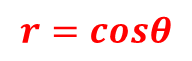 r = cosθ